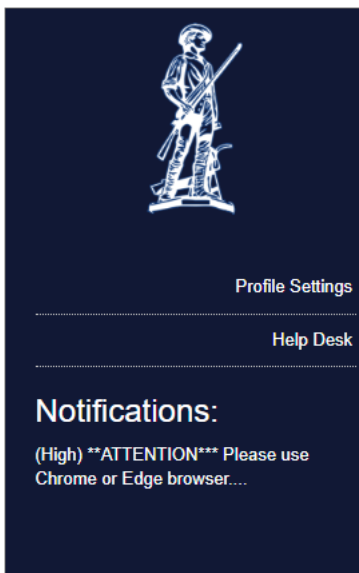 Profile Settings
Help Desk
Notifications:
(High) **ATTENTION*** Please use
Chrome or Edge browser....